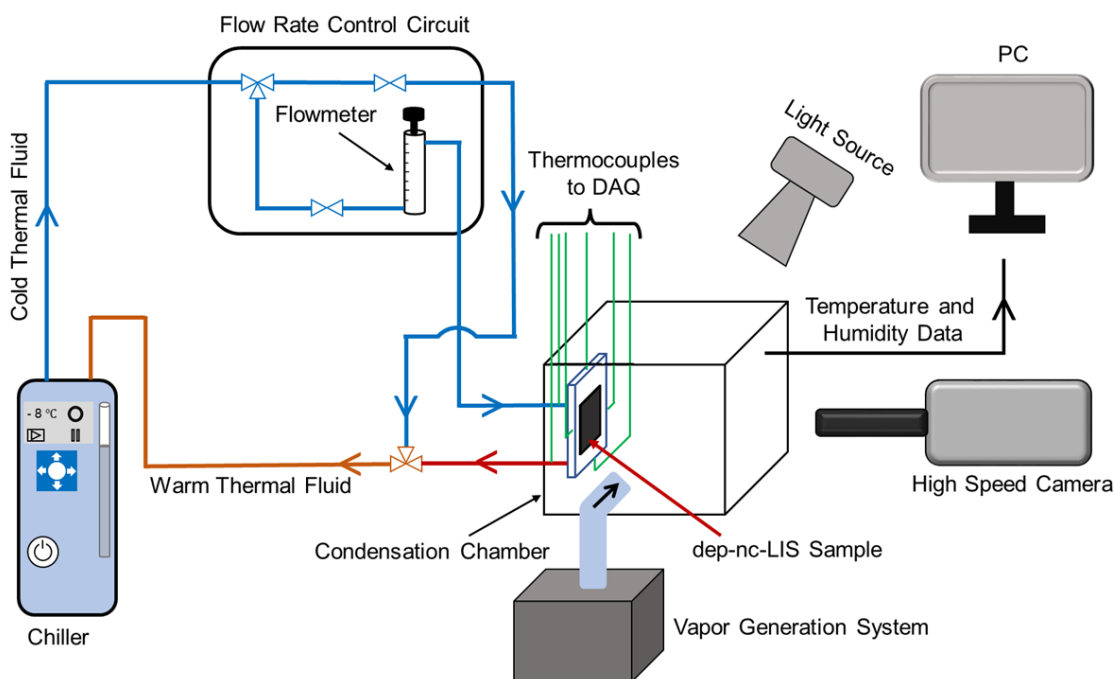 Flow Rate Control Circuit
PC
Flowmeter
Light Source
Thermocouples
to DAQ
Cold Thermal Fluid
Temperature and
Humidity Data
- 8 °C
Warm Thermal Fluid
High Speed Camera
Condensation Chamber
dep-nc-LIS Sample
Vapor Generation System
Chiller